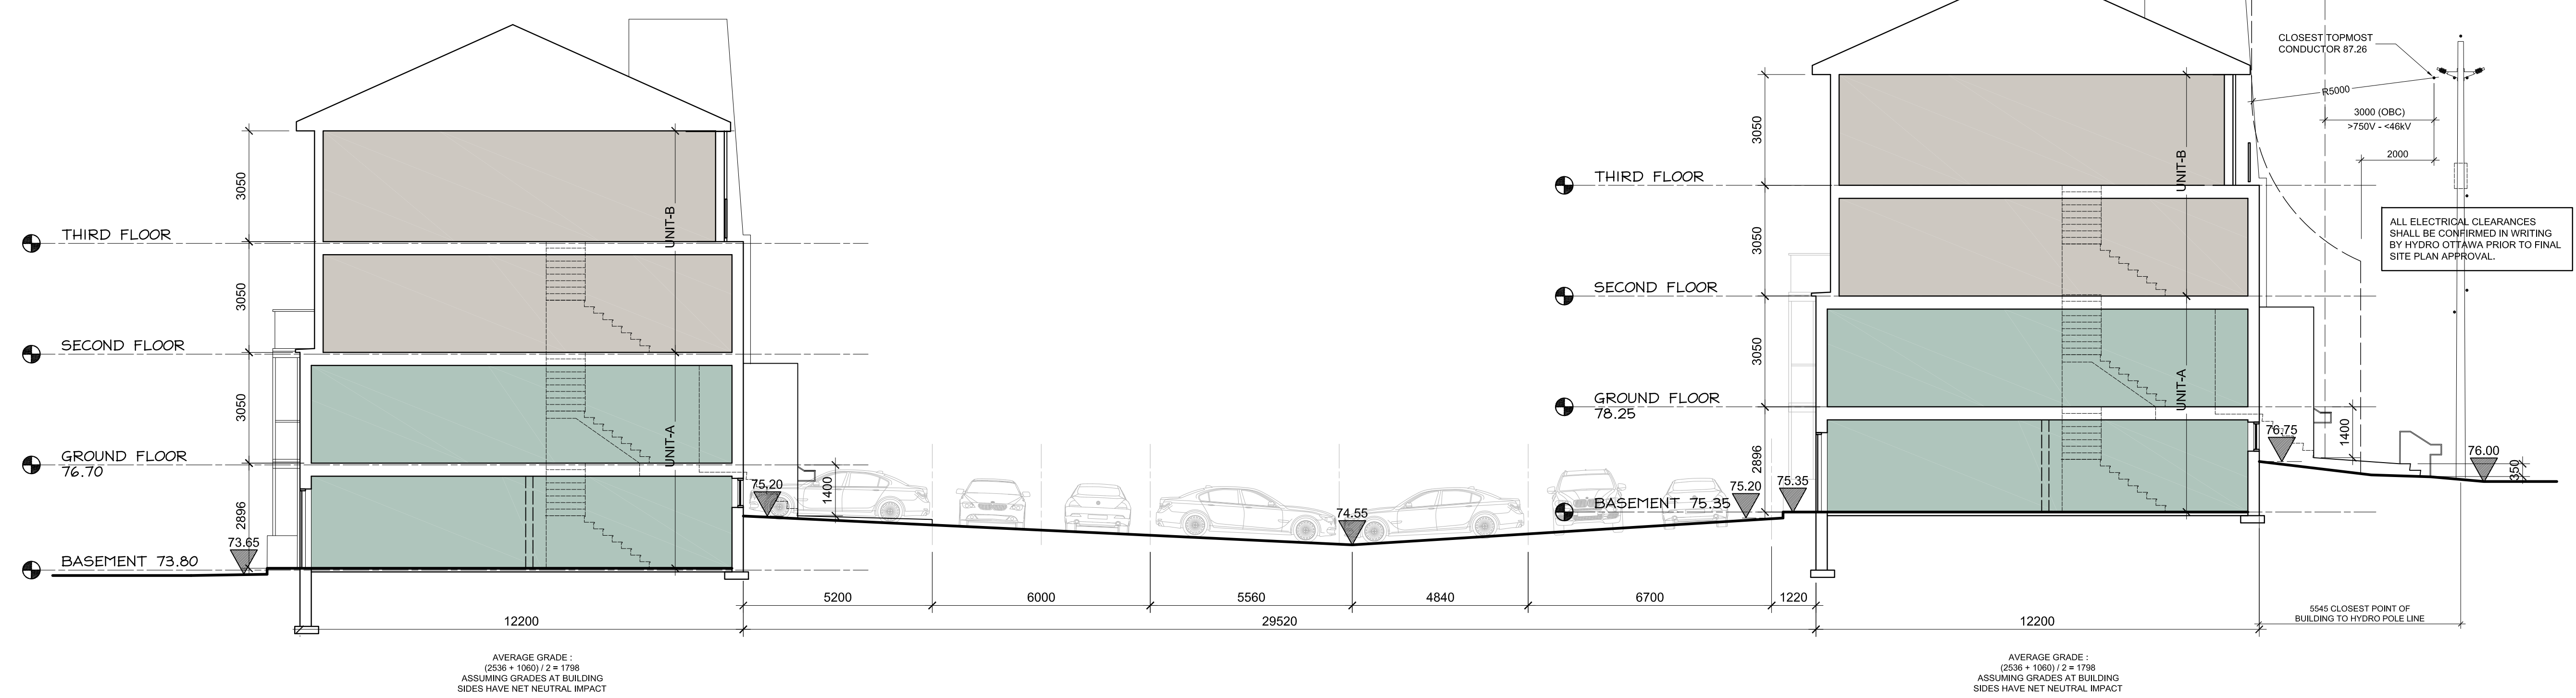 CLOSEST TOPMOST
CONDUCTOR 87.26
R5000
3000 (OBC)
>750V - <46kV
2000
ALL ELECTRICAL CLEARANCES
SHALL BE CONFIRMED IN WRITING
BY HYDRO OTTAWA PRIOR TO FINAL
SITE PLAN APPROVAL.
3050
THIRD FLOOR
3050
SECOND FLOOR
3050
GROUND FLOOR
76.70
2896
73.65
BASEMENT 73.80
UNIT-B
UNIT-A
75.20
1400
74.55
3050
THIRD FLOOR
3050
SECOND FLOOR
3050
GROUND FLOOR
78.25
2896
BASEMENT 75.35
75.20
75.35
UNIT-B
UNIT-A
76.75
1400
76.00
350
5200
6000
5560
4840
6700
1220
12200
29520
12200
5545 CLOSEST POINT OF
BUILDING TO HYDRO POLE LINE
AVERAGE GRADE :
(2536 + 1060) / 2 = 1798
ASSUMING GRADES AT BUILDING
SIDES HAVE NET NEUTRAL IMPACT
AVERAGE GRADE :
(2536 + 1060) / 2 = 1798
ASSUMING GRADES AT BUILDING
SIDES HAVE NET NEUTRAL IMPACT